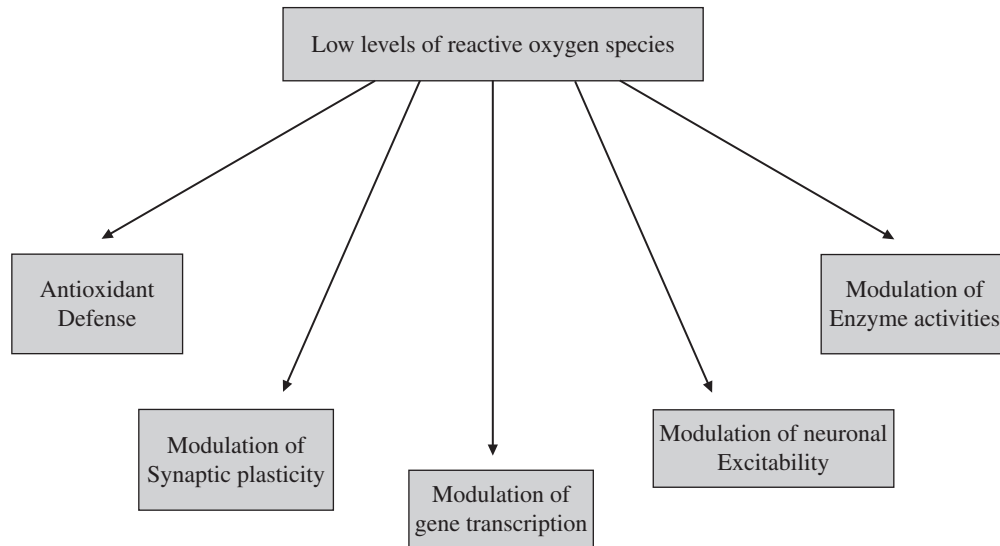 Low levels of reactive oxygen species
Antioxidant
Defense
Modulation of
Enzyme activities
Modulation of
Synaptic plasticity
Modulation of neuronal
Excitability
Modulation of
gene transcription